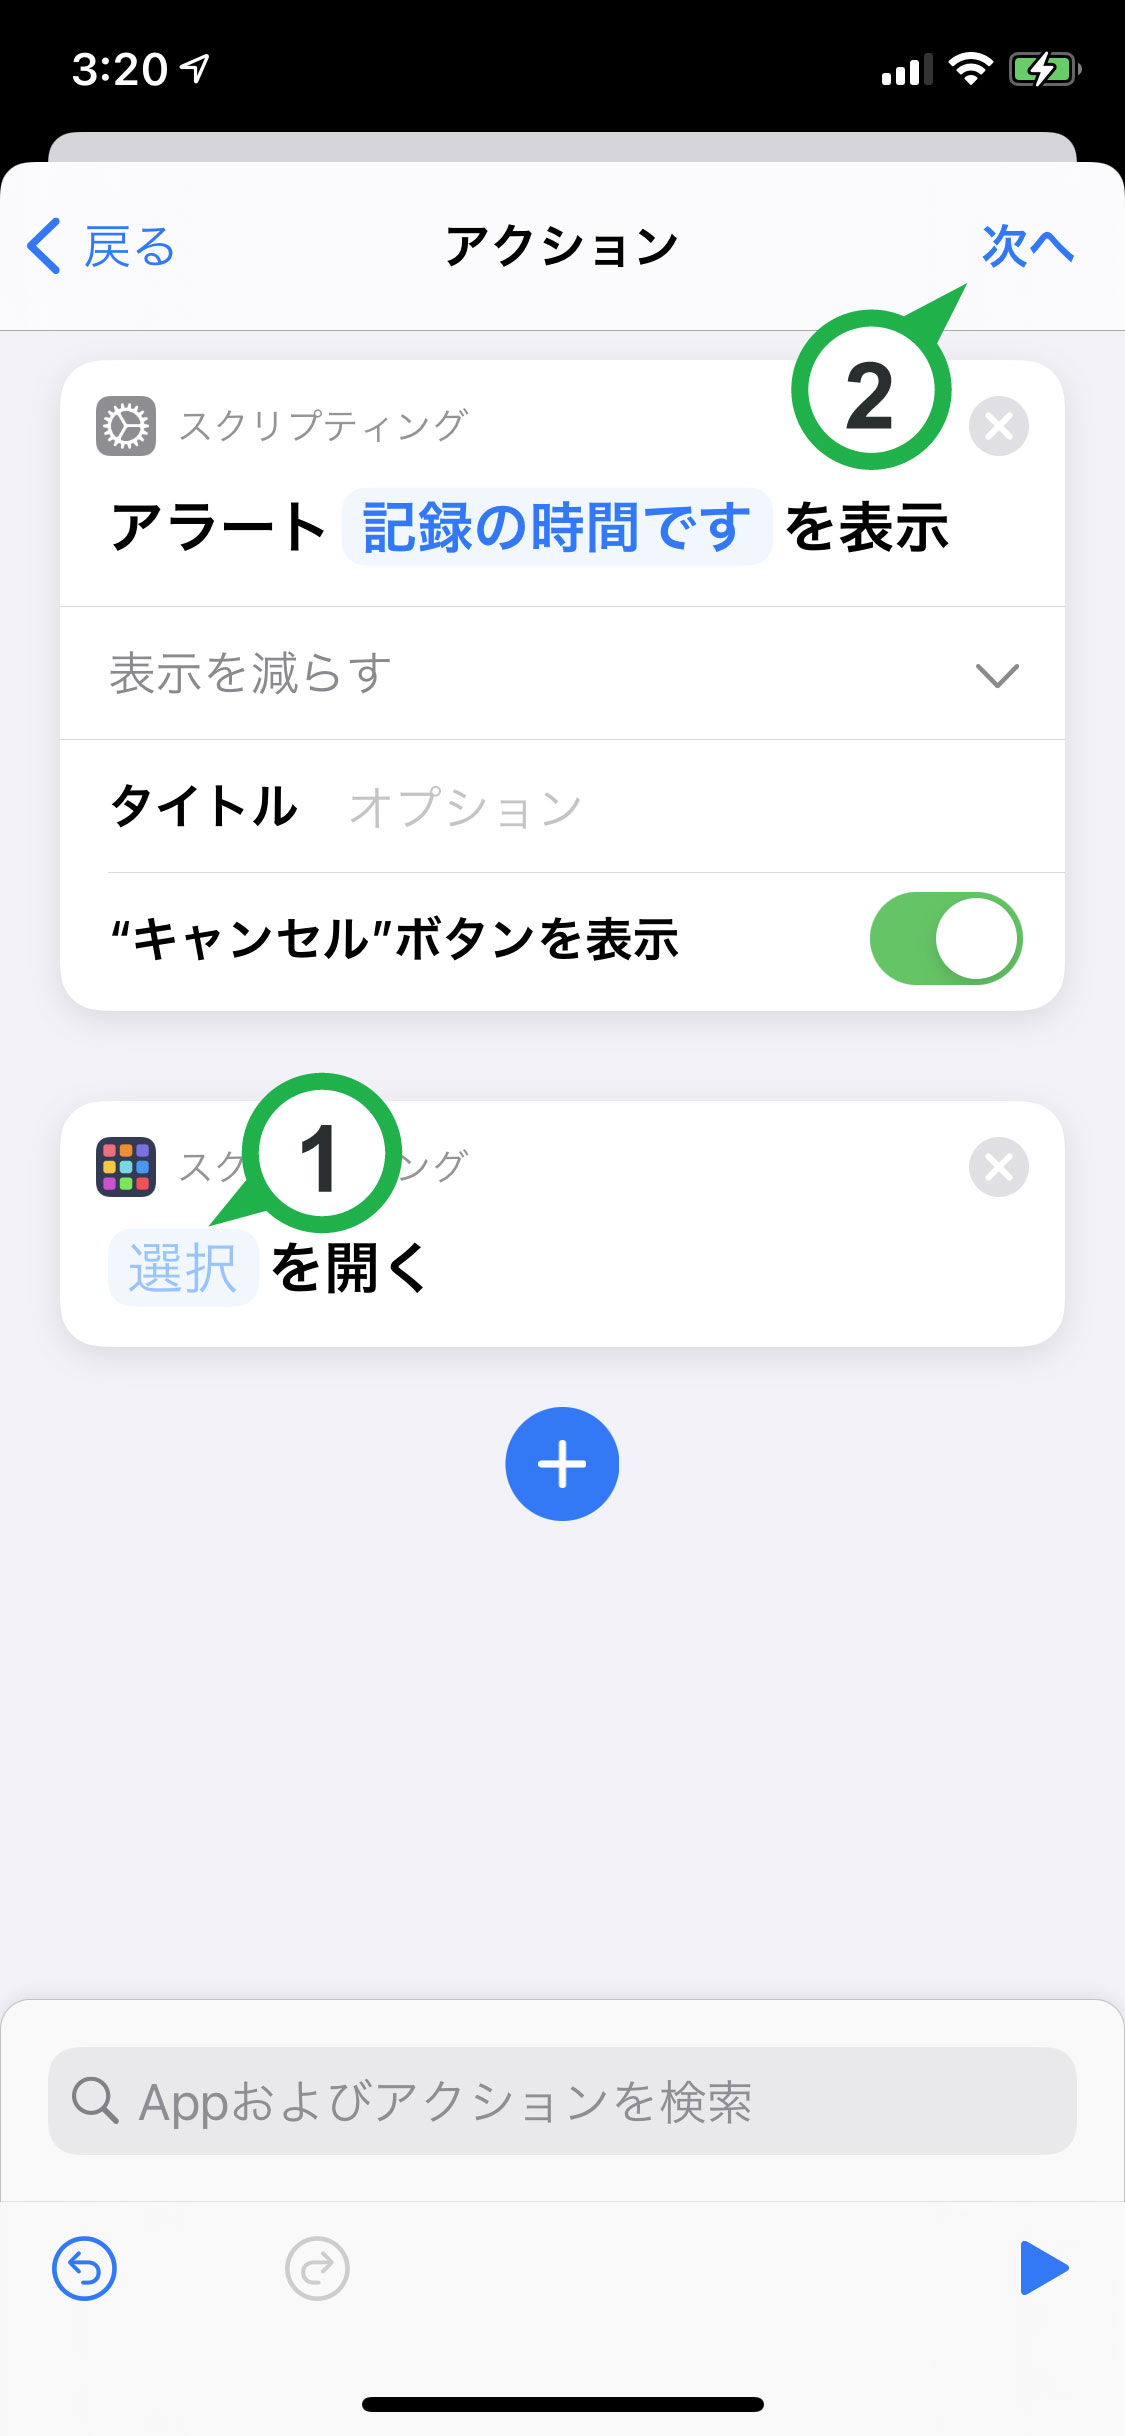 3:20
戻る
アクション
次へ
2
スクリプティング
アラート 記録の時間です を表示
表示を減らす
タイトル オプション
“キャンセル”ボタンを表示
1
スク ング
選択 を開く
Appおよびアクションを検索